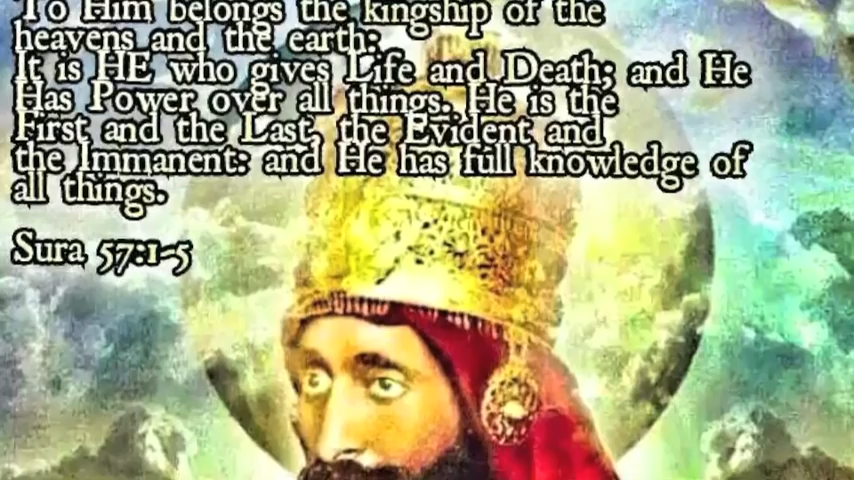 To Him belongs the kingship of the
heavens and the earth:
It is HE who gives Life and Death; and He
Has Power over all things. He is the
First and the Last, the Evident and
the Immanent: and He has full knowledge of
all things.
Sura 57:1-5